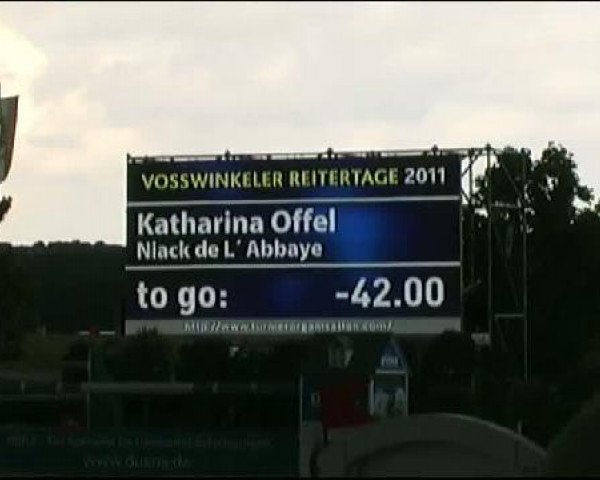 VOSSWINKELER REITERTAGE 2011
Katharina Offel
Niack de L´Abbaye
to go: -42.00